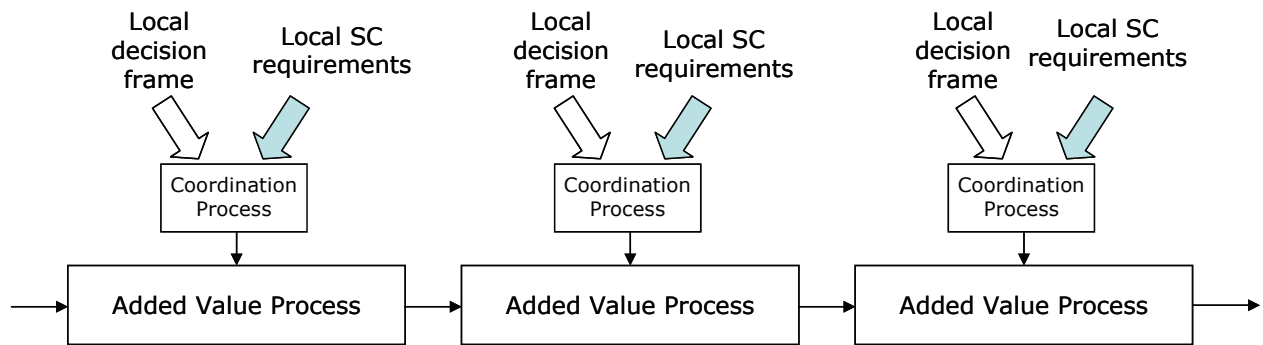 Local
decision
frame
Local SC
requirements
Coordination
Process
Added Value Process
Local
decision
frame
Local SC
requirements
Coordination
Process
Added Value Process
Local
decision
frame
Local SC
requirements
Coordination
Process
Added Value Process